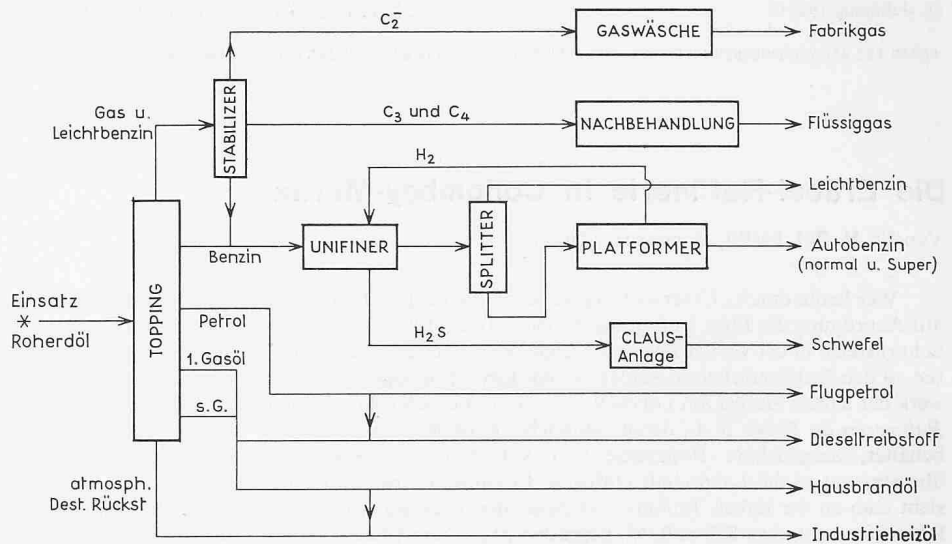 C₂⁻
GASWÄSCHE
Fabrikgas
Gas u.
Leichtbenzin
STABILIZER
C₃ und C₄
NACHBEHANDLUNG
Flüssiggas
H₂
Leichtbenzin
Benzin
UNIFINER
SPLITTER
PLATFORMER
Autobenzin
(normal u. Super)
Einsatz
Roherdöl
TOPPING
Petrol
H₂S
CLAUS-
Anlage
Schwefel
1. Gasöl
Flugpetrol
s.G.
Dieseltreibstoff
atmosph.
Dest. Rückst
Hausbrandöl
Industrieheizöl